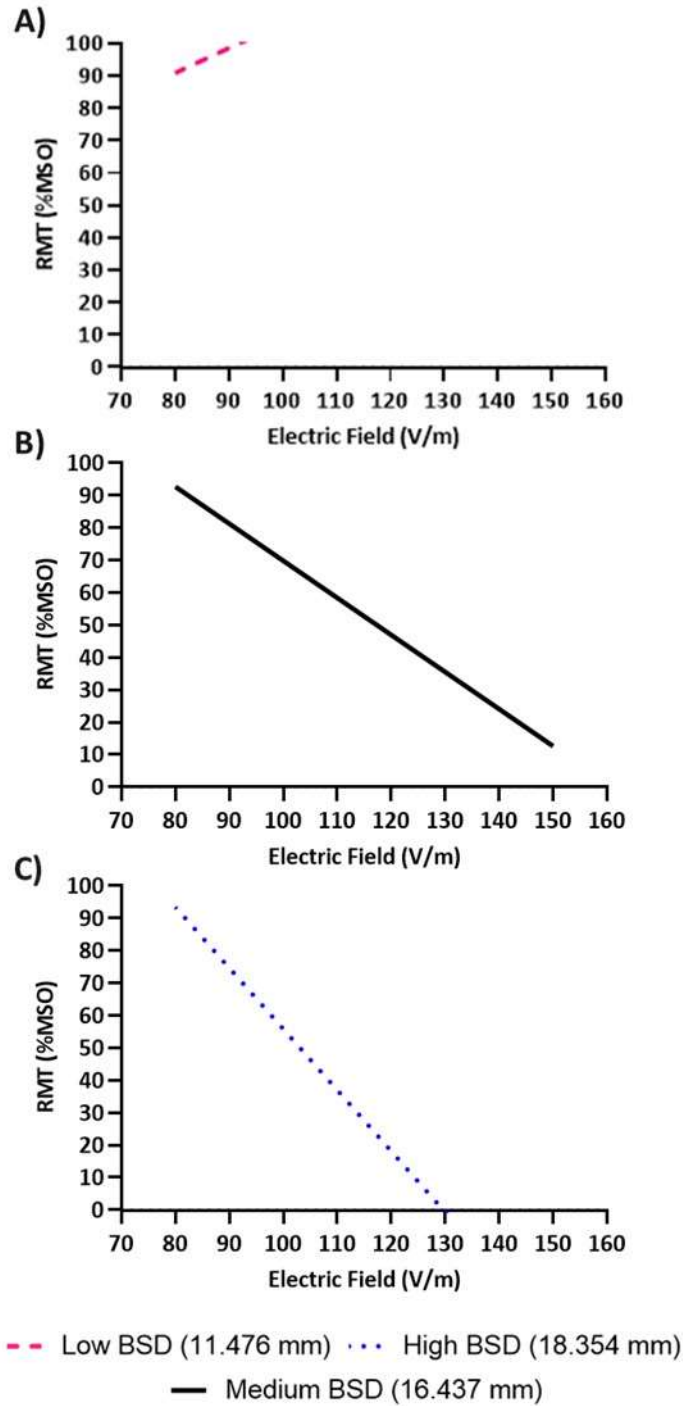 A)
RMT (%MSO)
100
90
80
70
60
50
40
30
20
10
0
70 80 90 100 110 120 130 140 150 160
Electric Field (V/m)
B)
RMT (%MSO)
100
90
80
70
60
50
40
30
20
10
0
70 80 90 100 110 120 130 140 150 160
Electric Field (V/m)
C)
RMT (%MSO)
100
90
80
70
60
50
40
30
20
10
0
70 80 90 100 110 120 130 140 150 160
Electric Field (V/m)
Low BSD (11.476 mm) High BSD (18.354 mm)
Medium BSD (16.437 mm)